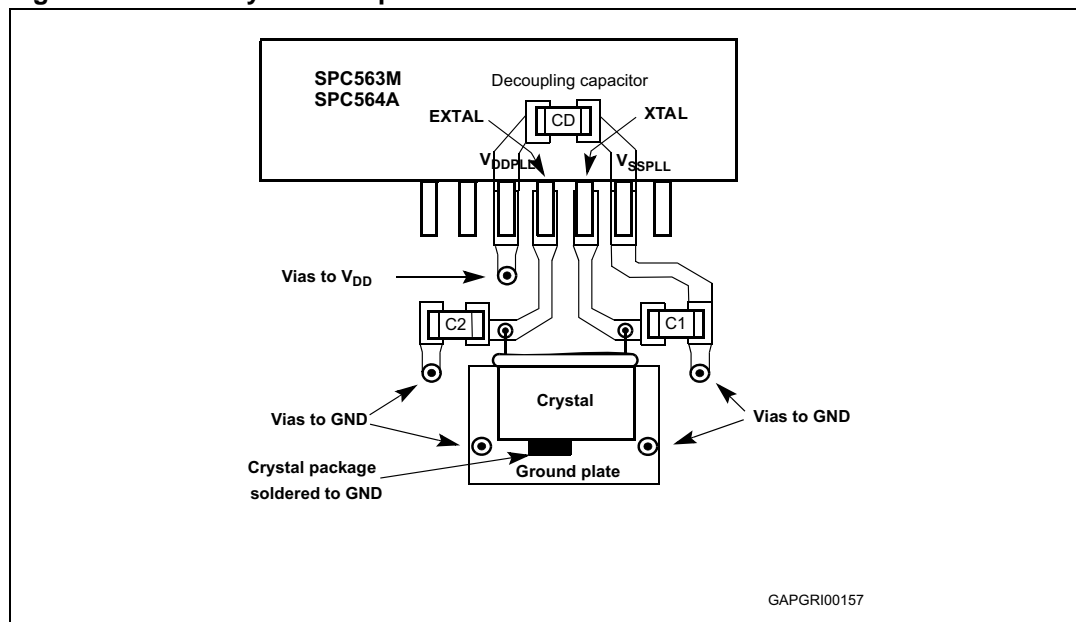 SPC563M
SPC564A
Decoupling capacitor
EXTAL
CD
XTAL
VDDPLL
VSSPLL
Vias to VDD
C2
C1
Crystal
Vias to GND
Vias to GND
Crystal package
soldered to GND
Ground plate
GAPGRI00157